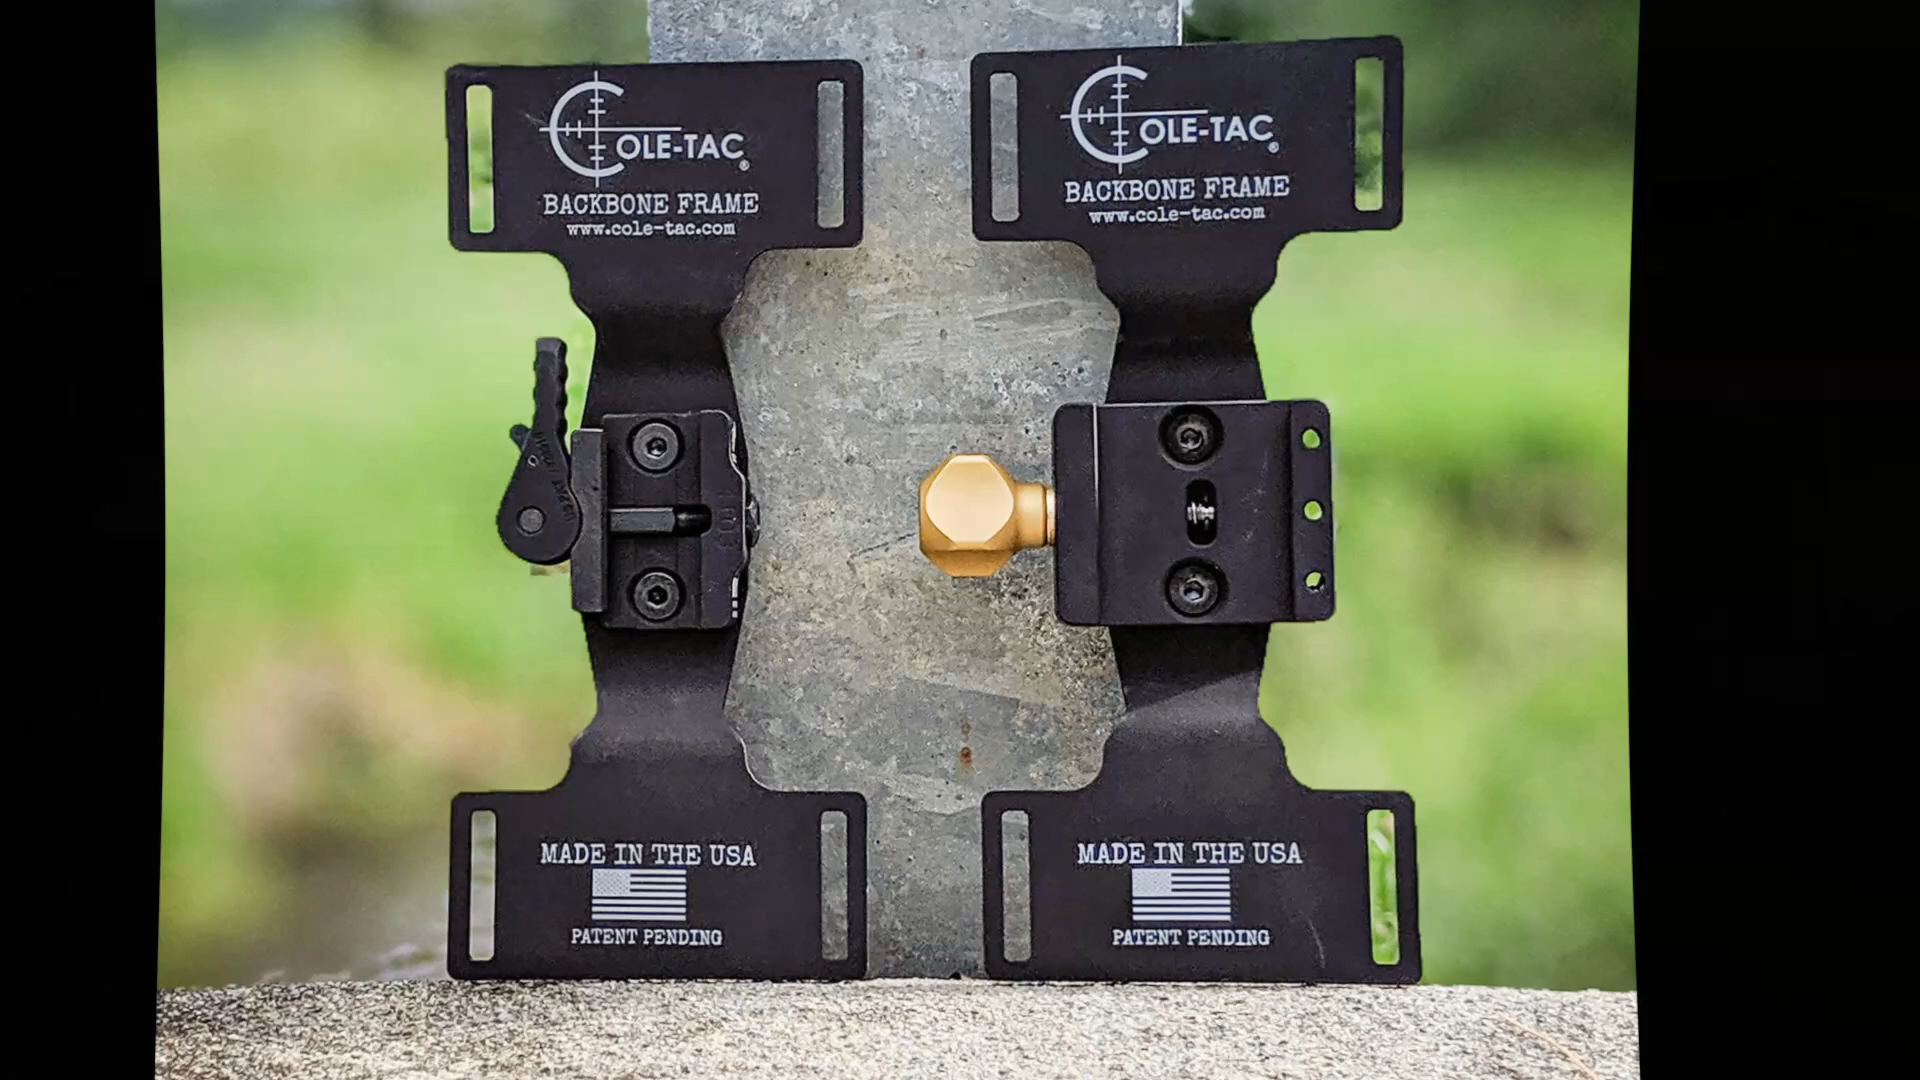 COLE-TAC®
BACKBONE FRAME
www.cole-tac.com
MADE IN THE USA
PATENT PENDING
COLE-TAC®
BACKBONE FRAME
www.cole-tac.com
MADE IN THE USA
PATENT PENDING